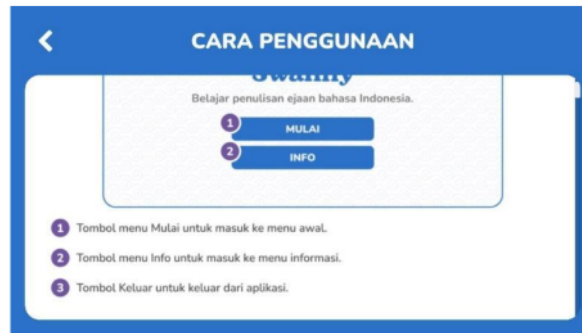 CARA PENGGUNAAN
Belajar penulisan ejaan bahasa Indonesia.
1 MULAI
2 INFO
1 Tombol menu Mulai untuk masuk ke menu awal.
2 Tombol menu Info untuk masuk ke menu informasi.
3 Tombol Keluar untuk keluar dari aplikasi.